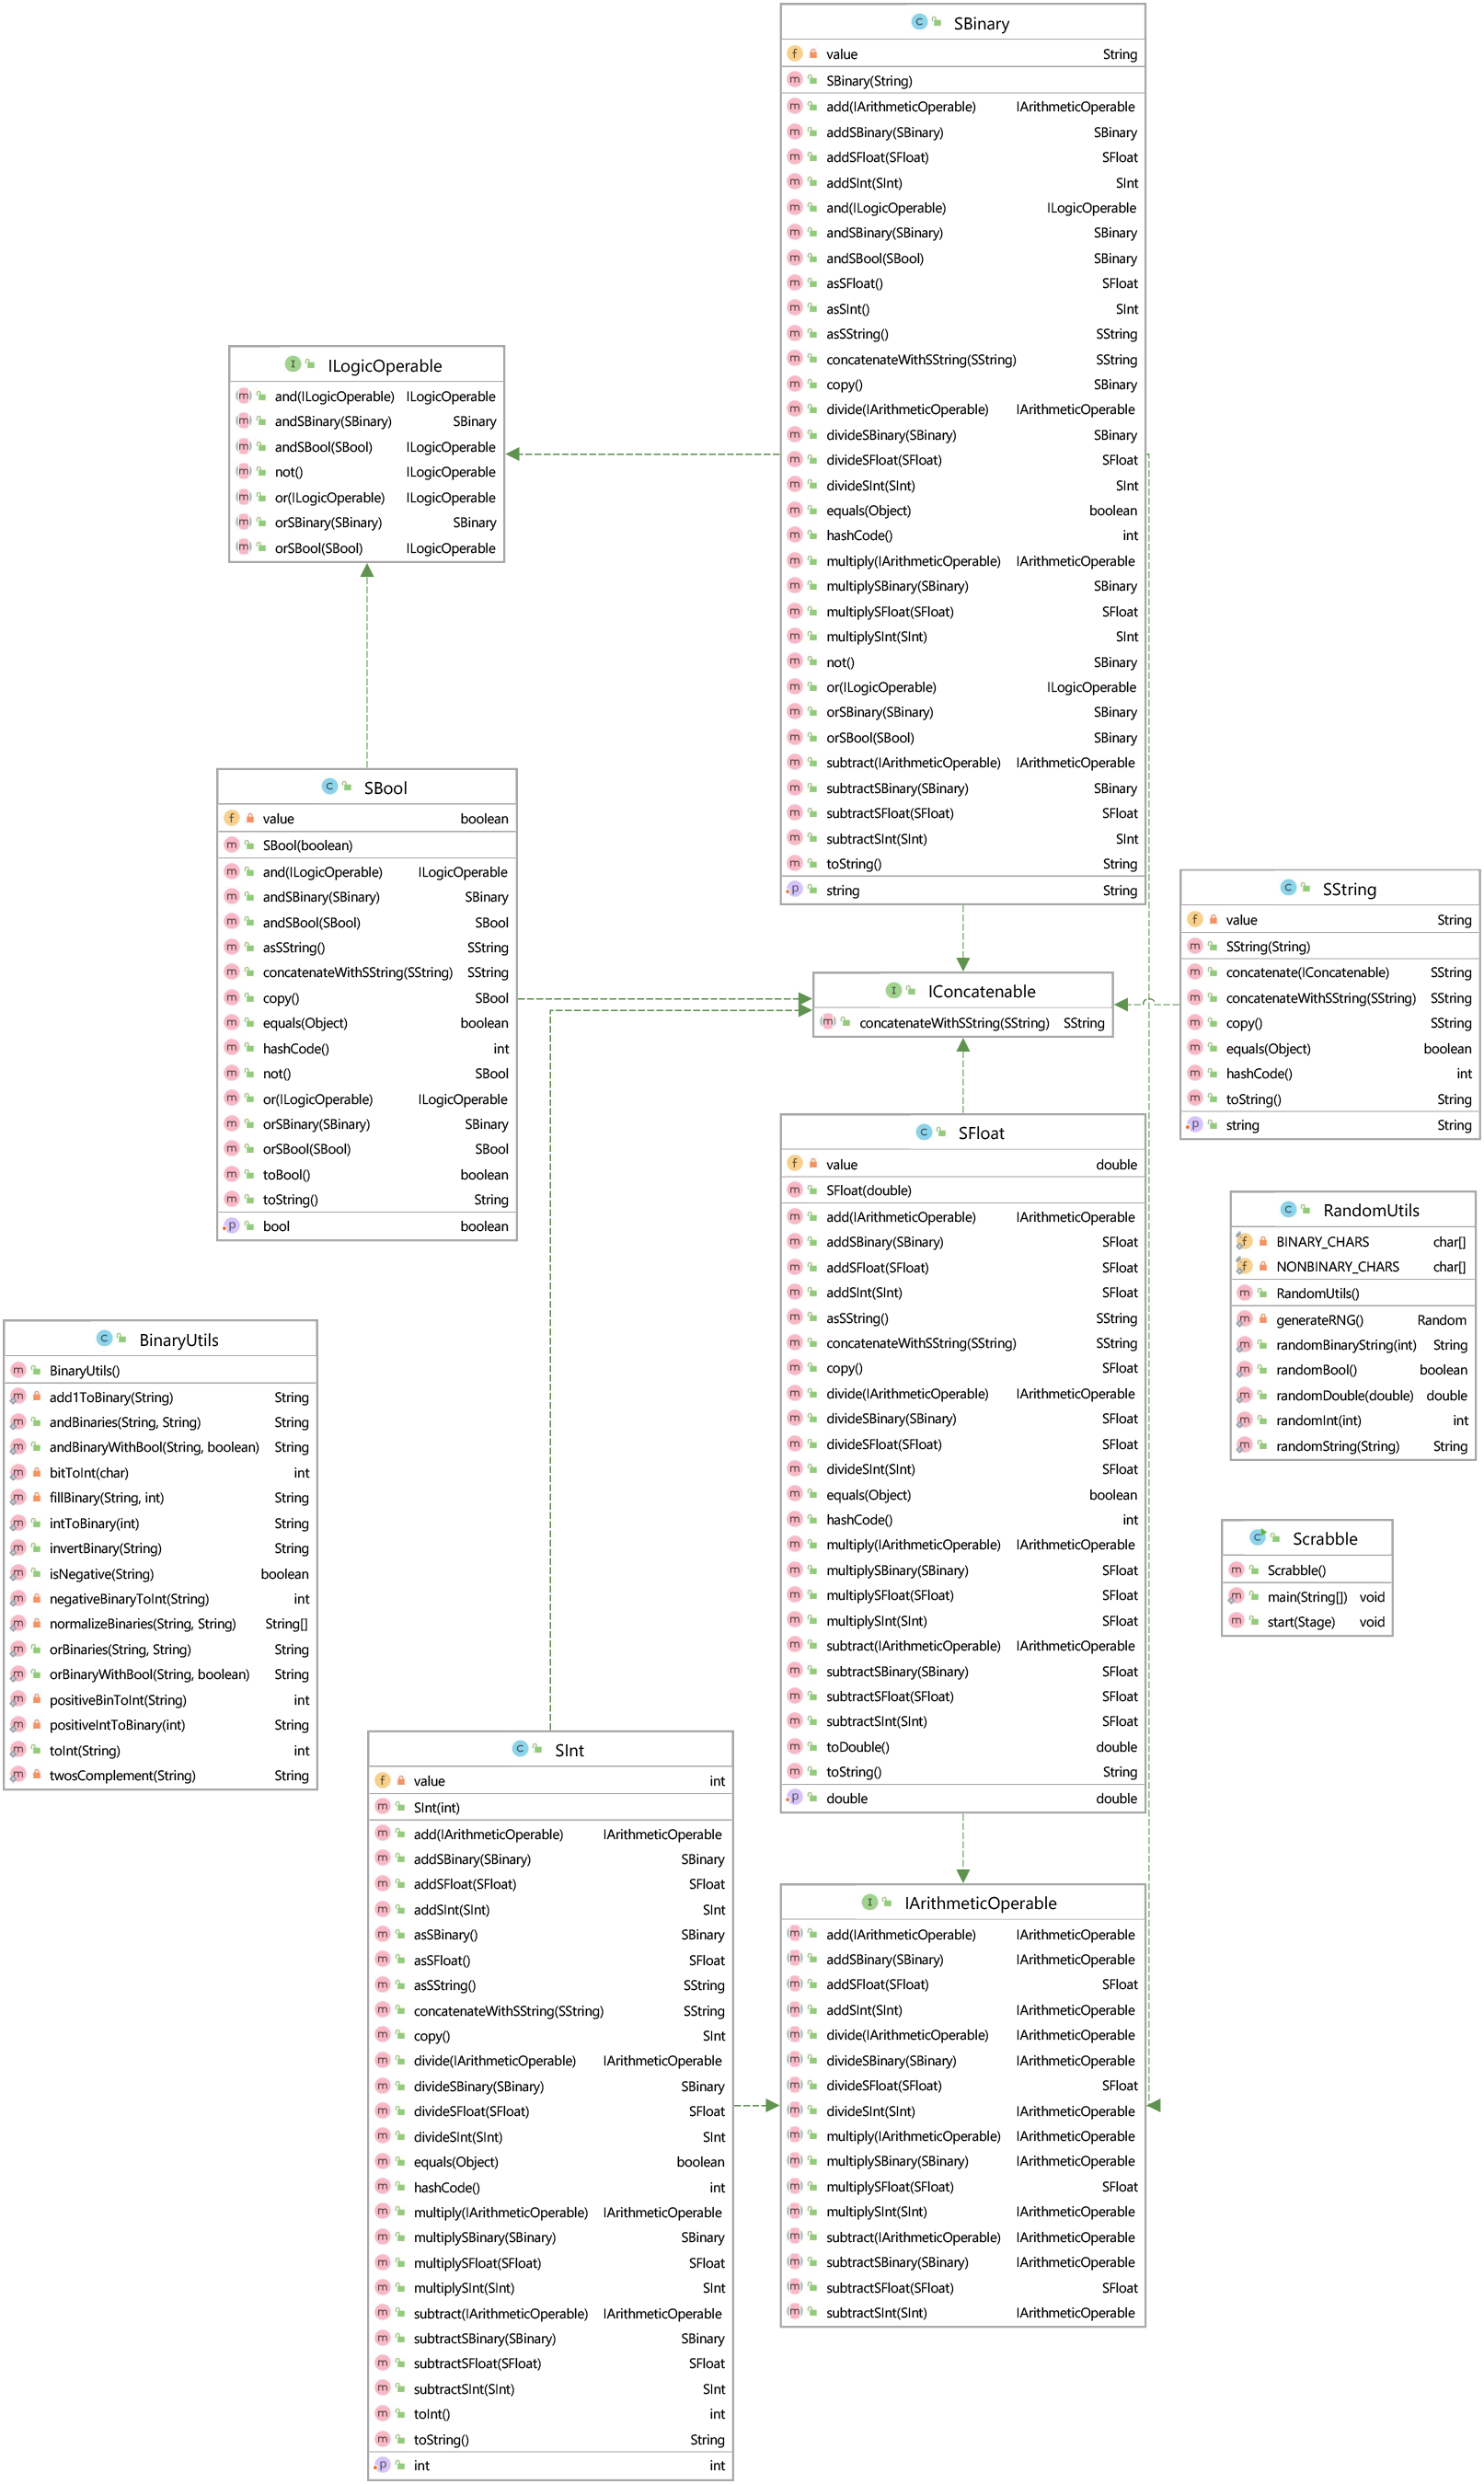 SBinary
value String
SBinary(String)
add(IArithmeticOperable) IArithmeticOperable
addSBinary(SBinary) SBinary
addSFloat(SFloat) SFloat
addSInt(SInt) SInt
and(ILogicOperable) ILogicOperable
andSBinary(SBinary) SBinary
andSBool(SBool) SBinary
asSFloat() SFloat
asSInt() SInt
asSString() SString
concatenateWithSString(SString) SString
copy() SBinary
divide(IArithmeticOperable) IArithmeticOperable
divideSBinary(SBinary) SBinary
divideSFloat(SFloat) SFloat
divideSInt(SInt) SInt
equals(Object) boolean
hashCode() int
multiply(IArithmeticOperable) IArithmeticOperable
multiplySBinary(SBinary) SBinary
multiplySFloat(SFloat) SFloat
multiplySInt(SInt) SInt
not() SBinary
or(ILogicOperable) ILogicOperable
orSBinary(SBinary) SBinary
orSBool(SBool) SBinary
subtract(IArithmeticOperable) IArithmeticOperable
subtractSBinary(SBinary) SBinary
subtractSFloat(SFloat) SFloat
subtractSInt(SInt) SInt
toString() String
string String
ILogicOperable
and(ILogicOperable) ILogicOperable
andSBinary(SBinary) SBinary
andSBool(SBool) ILogicOperable
not() ILogicOperable
or(ILogicOperable) ILogicOperable
orSBinary(SBinary) SBinary
orSBool(SBool) ILogicOperable
SBool
value boolean
SBool(boolean)
and(ILogicOperable) ILogicOperable
andSBinary(SBinary) SBinary
andSBool(SBool) SBool
asSString() SString
concatenateWithSString(SString) SString
copy() SBool
equals(Object) boolean
hashCode() int
not() SBool
or(ILogicOperable) ILogicOperable
orSBinary(SBinary) SBinary
orSBool(SBool) SBool
toBool() boolean
toString() String
bool boolean
SString
value String
SString(String)
concatenate(IConcatenable) SString
concatenateWithSString(SString) SString
copy() SString
equals(Object) boolean
hashCode() int
toString() String
string String
IConcatenable
concatenateWithSString(SString) SString
SFloat
value double
SFloat(double)
add(IArithmeticOperable) IArithmeticOperable
addSBinary(SBinary) SFloat
addSFloat(SFloat) SFloat
addSInt(SInt) SFloat
asSString() SString
concatenateWithSString(SString) SString
copy() SFloat
divide(IArithmeticOperable) IArithmeticOperable
divideSBinary(SBinary) SFloat
divideSFloat(SFloat) SFloat
divideSInt(SInt) SFloat
equals(Object) boolean
hashCode() int
multiply(IArithmeticOperable) IArithmeticOperable
multiplySBinary(SBinary) SFloat
multiplySFloat(SFloat) SFloat
multiplySInt(SInt) SFloat
subtract(IArithmeticOperable) IArithmeticOperable
subtractSBinary(SBinary) SFloat
subtractSFloat(SFloat) SFloat
subtractSInt(SInt) SFloat
toDouble() double
toString() String
double double
RandomUtils
BINARY_CHARS char[]
NONBINARY_CHARS char[]
RandomUtils()
generateRNG() Random
randomBinaryString(int) String
randomBool() boolean
randomDouble(double) double
randomInt(int) int
randomString(String) String
BinaryUtils
BinaryUtils()
add1ToBinary(String) String
andBinaries(String, String) String
andBinaryWithBool(String, boolean) String
bitToInt(char) int
fillBinary(String, int) String
intToBinary(int) String
invertBinary(String) String
isNegative(String) boolean
negativeBinaryToInt(String) int
normalizeBinaries(String, String) String[]
orBinaries(String, String) String
orBinaryWithBool(String, boolean) String
positiveBinToInt(String) int
positiveIntToBinary(int) String
toInt(String) int
twosComplement(String) String
Scrabble
Scrabble()
main(String[]) void
start(Stage) void
SInt
value int
SInt(int)
add(IArithmeticOperable) IArithmeticOperable
addSBinary(SBinary) SBinary
addSFloat(SFloat) SFloat
addSInt(SInt) SInt
asSBinary() SBinary
asSFloat() SFloat
asSString() SString
concatenateWithSString(SString) SString
copy() SInt
divide(IArithmeticOperable) IArithmeticOperable
divideSBinary(SBinary) SBinary
divideSFloat(SFloat) SFloat
divideSInt(SInt) SInt
equals(Object) boolean
hashCode() int
multiply(IArithmeticOperable) IArithmeticOperable
multiplySBinary(SBinary) SBinary
multiplySFloat(SFloat) SFloat
multiplySInt(SInt) SInt
subtract(IArithmeticOperable) IArithmeticOperable
subtractSBinary(SBinary) SBinary
subtractSFloat(SFloat) SFloat
subtractSInt(SInt) SInt
toInt() int
toString() String
int int
IArithmeticOperable
add(IArithmeticOperable) IArithmeticOperable
addSBinary(SBinary) IArithmeticOperable
addSFloat(SFloat) SFloat
addSInt(SInt) IArithmeticOperable
divide(IArithmeticOperable) IArithmeticOperable
divideSBinary(SBinary) IArithmeticOperable
divideSFloat(SFloat) SFloat
divideSInt(SInt) IArithmeticOperable
multiply(IArithmeticOperable) IArithmeticOperable
multiplySBinary(SBinary) IArithmeticOperable
multiplySFloat(SFloat) SFloat
multiplySInt(SInt) IArithmeticOperable
subtract(IArithmeticOperable) IArithmeticOperable
subtractSBinary(SBinary) IArithmeticOperable
subtractSFloat(SFloat) SFloat
subtractSInt(SInt) IArithmeticOperable